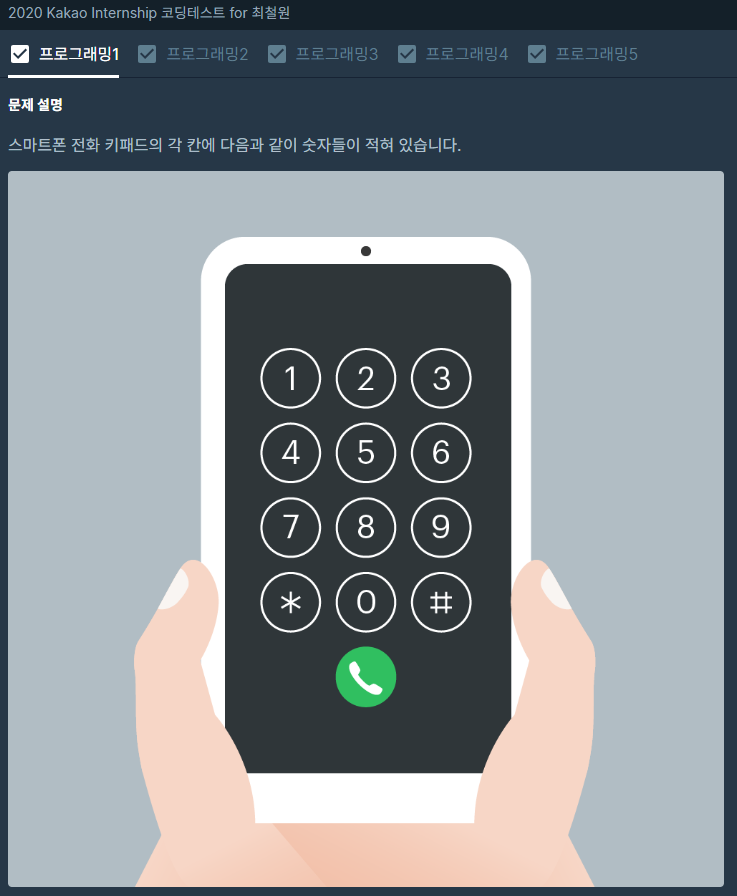 2020 Kakao Internship 코딩테스트 for 최철원
프로그래밍1 프로그래밍2 프로그래밍3 프로그래밍4 프로그래밍5
문제 설명
스마트폰 전화 키패드의 각 칸에 다음과 같이 숫자들이 적혀 있습니다.
1 2 3
4 5 6
7 8 9
* 0 #